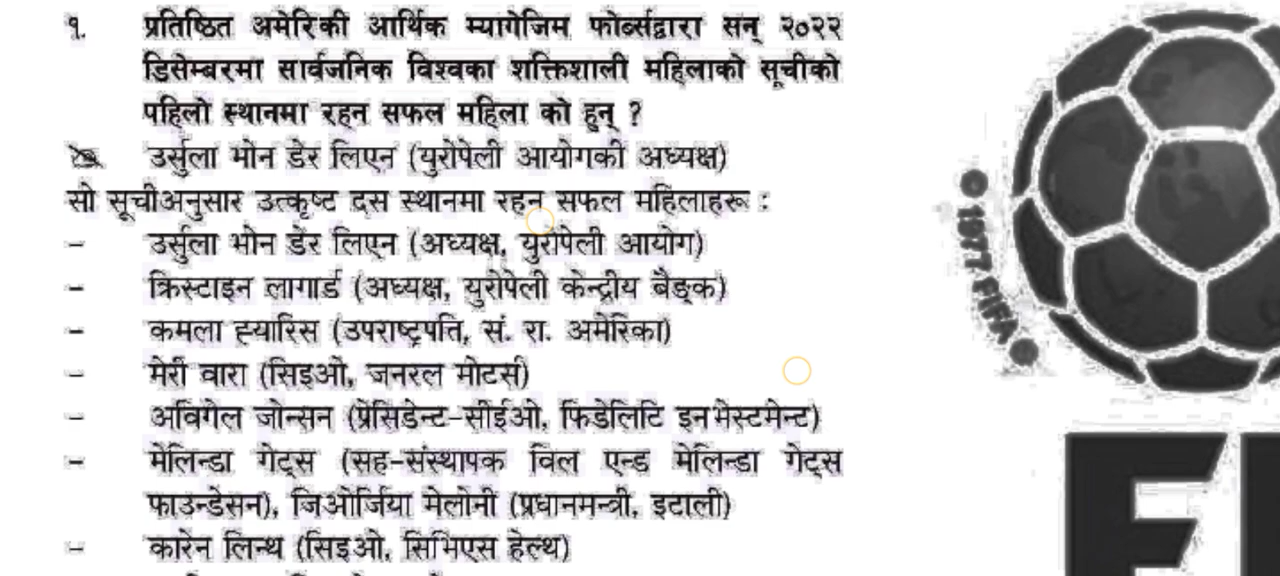 १. प्रतिष्ठित अमेरिकी आर्थिक म्यागेजिम फोर्ब्सद्वारा सन् २०२२
डिसेम्बरमा सार्वजनिक विश्वका शक्तिशाली महिलाको सूचीको
पहिलो स्थानमा रहन सफल महिला को हुन् ?
उर्सुला भोन डेर लिएन (युरोपेली आयोगकी अध्यक्ष)
सो सूचीअनुसार उत्कृष्ट दस स्थानमा रहन सफल महिलाहरू :
– उर्सुला भोन डेर लिएन (अध्यक्ष, युरोपेली आयोग)
– क्रिस्टाइन लागार्ड (अध्यक्ष, युरोपेली केन्द्रीय बैङ्क)
– कमला ह्यारिस (उपराष्ट्रपति, सं. रा. अमेरिका)
– मेरी वारा (सिइओ, जनरल मोटर्स)
– अविगेल जोन्सन (प्रेसिडेन्ट-सीईओ, फिडेलिटि इनभेस्टमेन्ट)
– मेलिन्डा गेट्स (सह-संस्थापक विल एन्ड मेलिन्डा गेट्स
फाउन्डेसन), जिओर्जिया मेलोनी (प्रधानमन्त्री, इटाली)
– कारेन लिन्थ (सिइओ, सिभिएस हेल्थ)
1977 FIFA